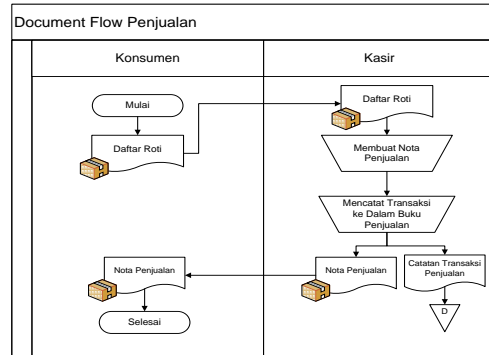 Document Flow Penjualan
Konsumen
Kasir
Mulai
Daftar Roti
Daftar Roti
Membuat Nota
Penjualan
Mencatat Transaksi
ke Dalam Buku
Penjualan
Nota Penjualan
Nota Penjualan
Catatan Transaksi
Penjualan
Selesai
D